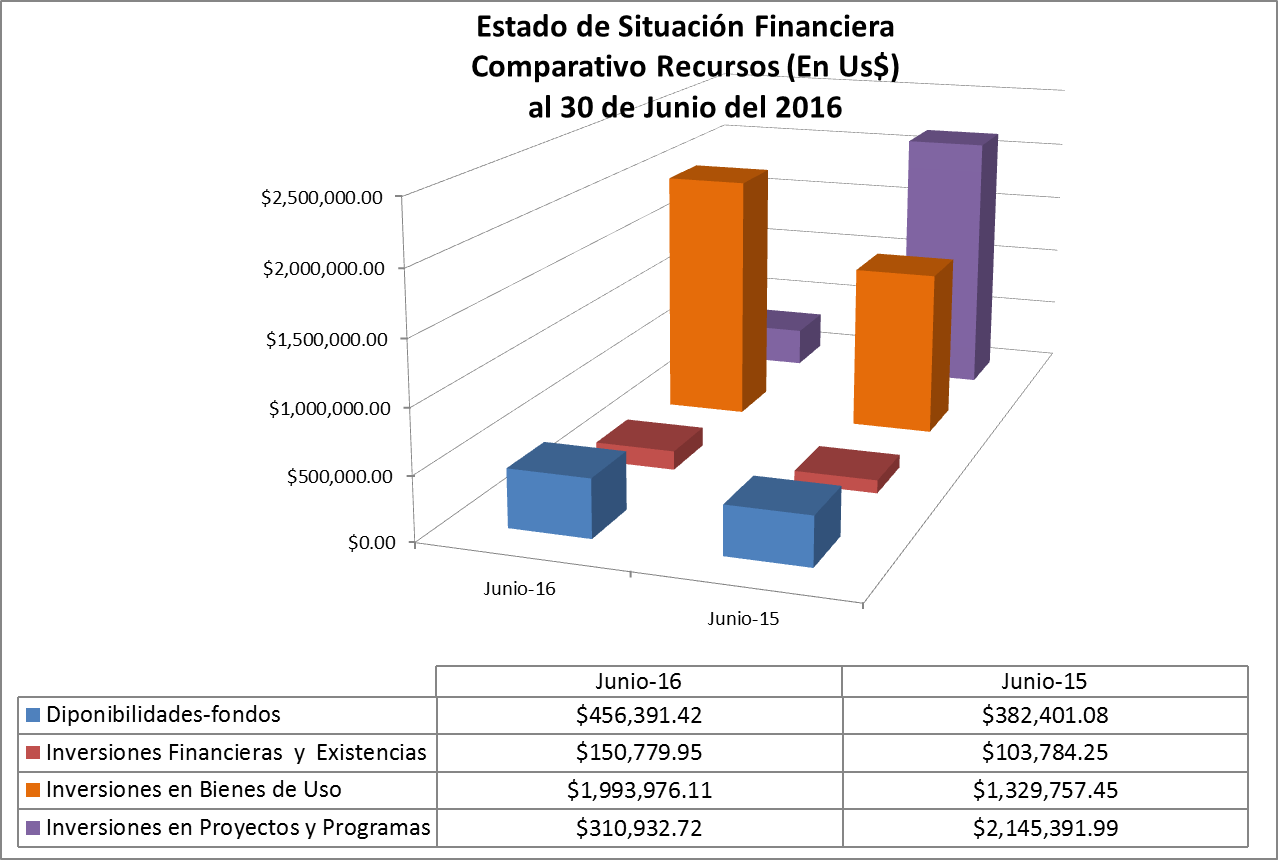 Estado de Situación Financiera
Comparativo Recursos (En Us$)
al 30 de Junio del 2016
$2,500,000.00
$2,000,000.00
$1,500,000.00
$1,000,000.00
$500,000.00
$0.00
Junio-16
Junio-15
Junio-16 Junio-15
Diponibilidades-fondos $456,391.42 $382,401.08
Inversiones Financieras y Existencias $150,779.95 $103,784.25
Inversiones en Bienes de Uso $1,993,976.11 $1,329,757.45
Inversiones en Proyectos y Programas $310,932.72 $2,145,391.99